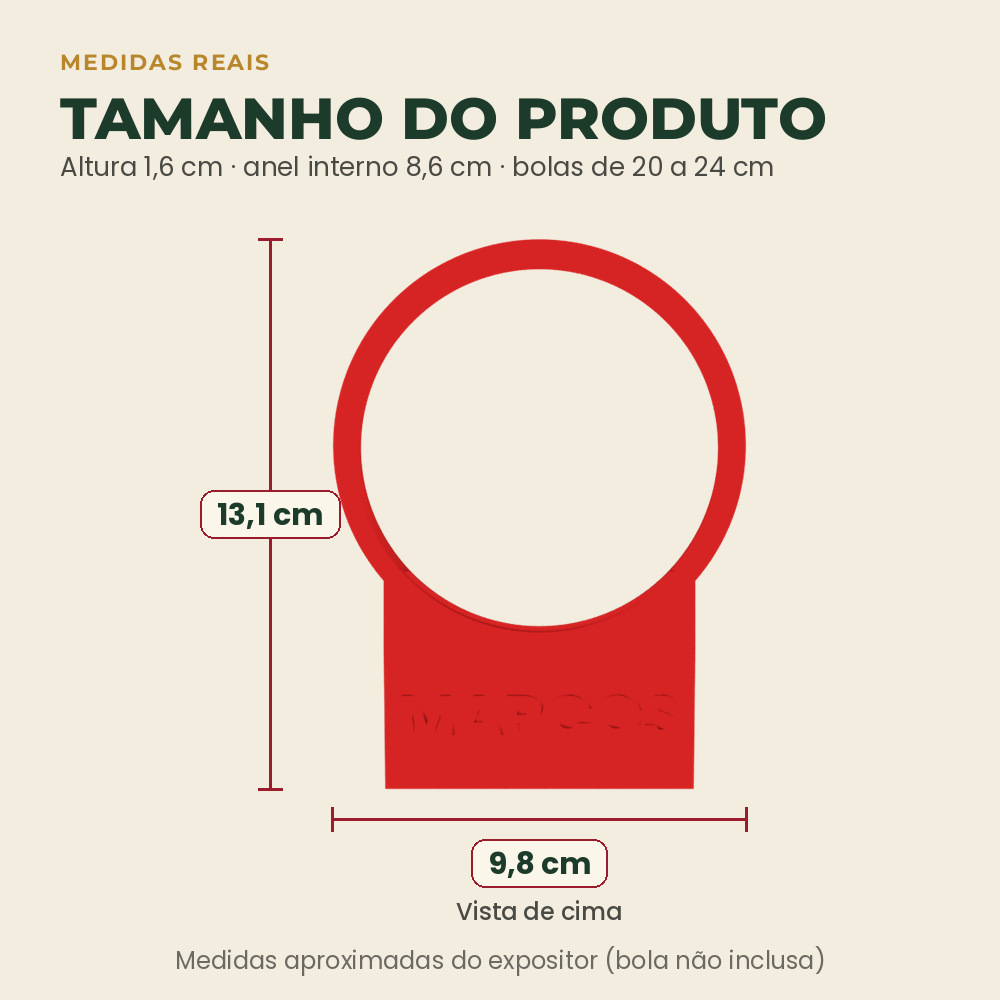 MEDIDAS REAIS
TAMANHO DO PRODUTO
Altura 1,6 cm · anel interno 8,6 cm · bolas de 20 a 24 cm
13,1 cm
MARCOS
9,8 cm
Vista de cima
Medidas aproximadas do expositor (bola não inclusa)